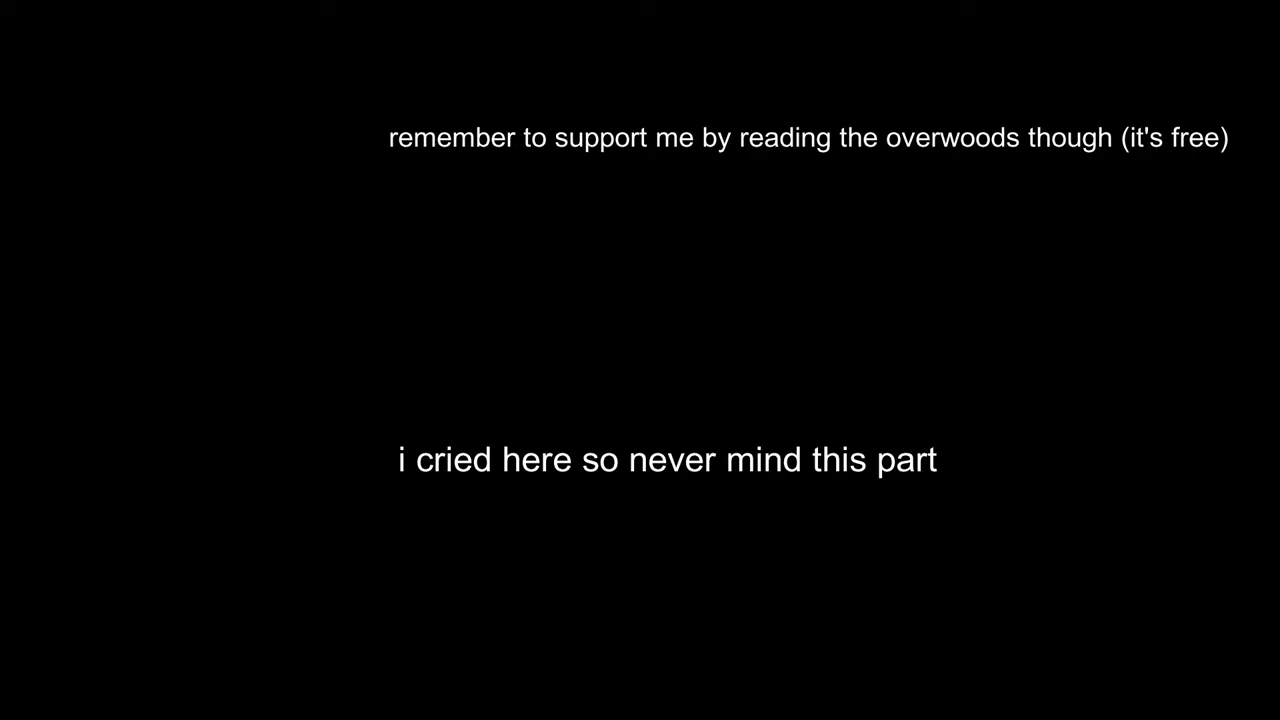 remember to support me by reading the overwoods though (it's free)
i cried here so never mind this part